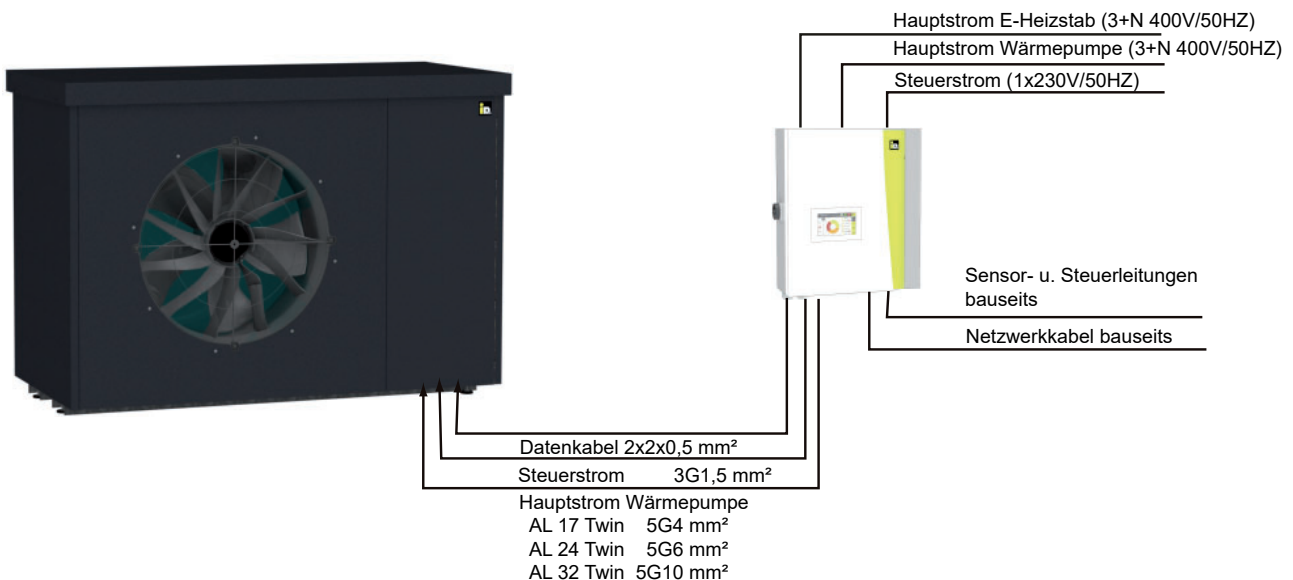 Hauptstrom E-Heizstab (3+N 400V/50HZ)
Hauptstrom Wärmepumpe (3+N 400V/50HZ)
Steuerstrom (1x230V/50HZ)
Sensor- u. Steuerleitungen
bauseits
Netzwerkkabel bauseits
Datenkabel 2x2x0,5 mm²
Steuerstrom 3G1,5 mm²
Hauptstrom Wärmepumpe
AL 17 Twin 5G4 mm²
AL 24 Twin 5G6 mm²
AL 32 Twin 5G10 mm²